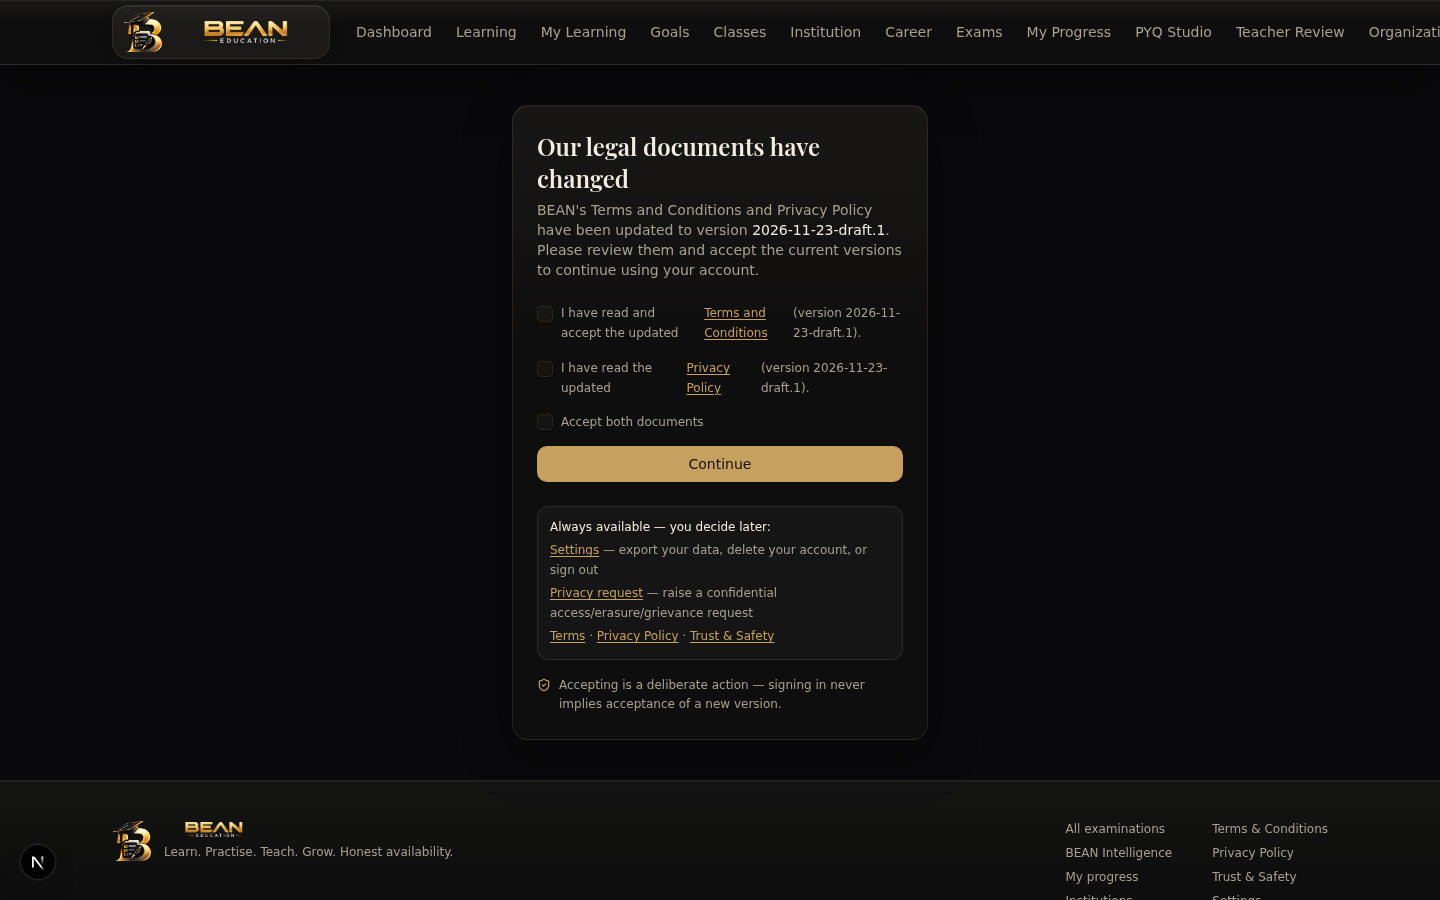 BEAN
EDUCATION
Dashboard Learning My Learning Goals Classes Institution Career Exams My Progress PYQ Studio Teacher Review Organizati
Our legal documents have
changed
BEAN's Terms and Conditions and Privacy Policy
have been updated to version 2026-11-23-draft.1.
Please review them and accept the current versions
to continue using your account.
I have read and accept the updated Terms and Conditions (version 2026-11-23-draft.1).
I have read the updated Privacy Policy (version 2026-11-23-draft.1).
Accept both documents
Continue
Always available — you decide later:
Settings — export your data, delete your account, or
sign out
Privacy request — raise a confidential
access/erasure/grievance request
Terms · Privacy Policy · Trust & Safety
Accepting is a deliberate action — signing in never
implies acceptance of a new version.
BEAN
EDUCATION
Learn. Practise. Teach. Grow. Honest availability.
All examinations
BEAN Intelligence
My progress
Institutions
Terms & Conditions
Privacy Policy
Trust & Safety
Settings